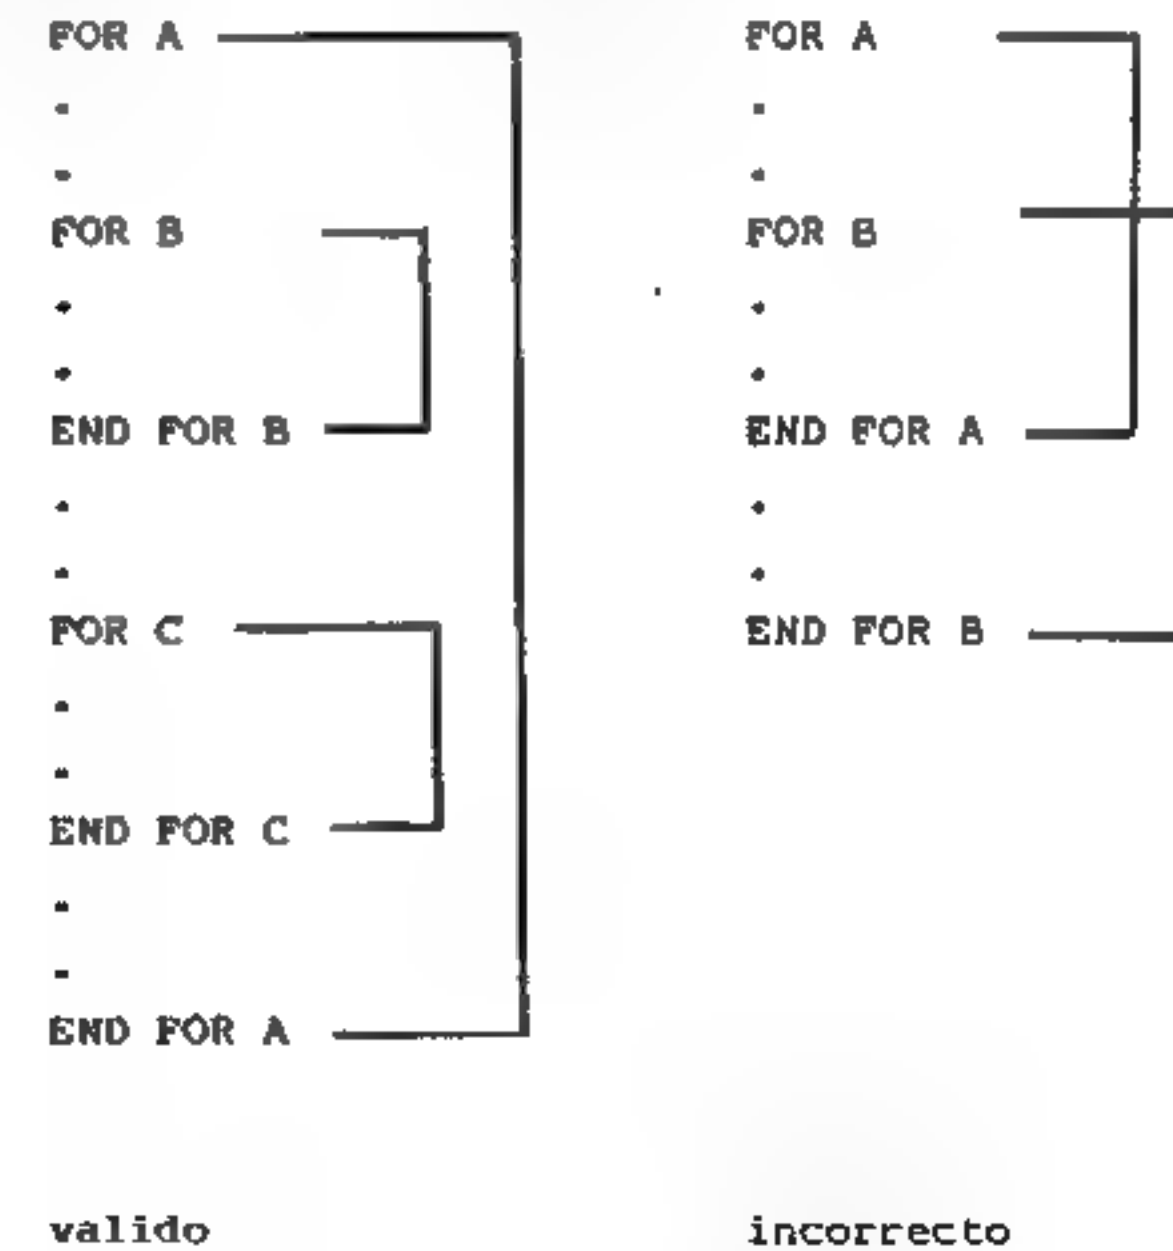 FOR A
.
.
FOR B
.
.
END FOR B
.
.
FOR C
.
.
END FOR C
.
.
END FOR A
valido
FOR A
.
.
FOR B
.
.
END FOR A
.
.
END FOR B
incorrecto